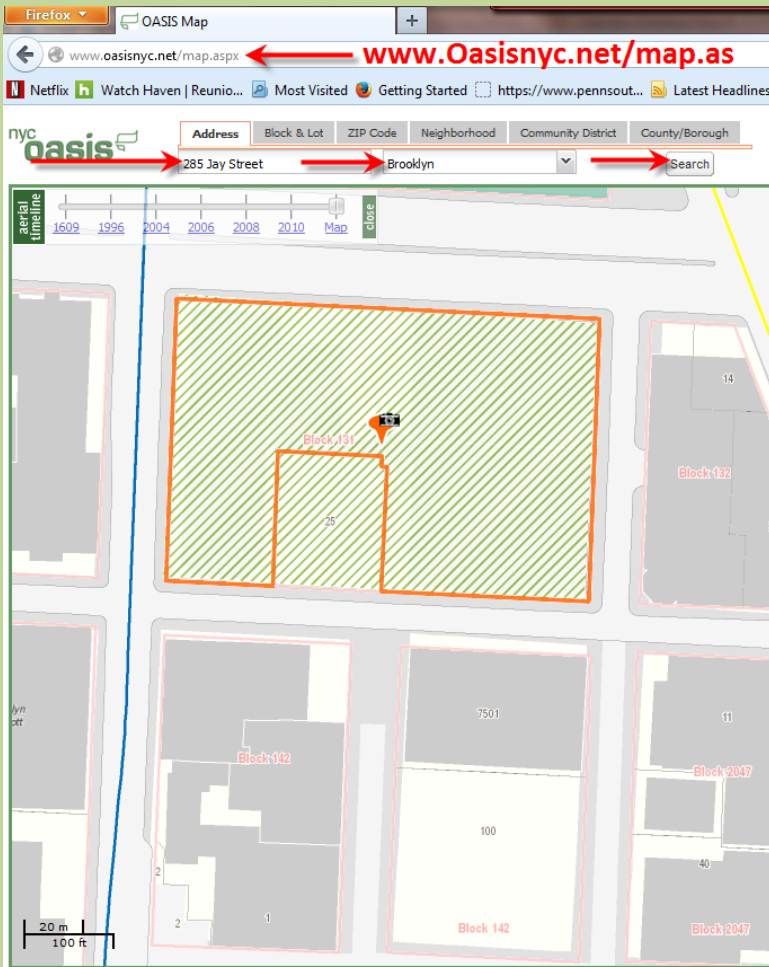 Firefox
OASIS Map
+
www.oasisnyc.net/map.aspx
www.Oasisnyc.net/map.as
N Netflix h Watch Haven | Reunio... Most Visited Getting Started https://www.pennsout... Latest Headlines
nyc
oasis
Address Block & Lot ZIP Code Neighborhood Community District County/Borough
285 Jay Street Brooklyn Search
aerial
timeline
1609 1996 2004 2006 2008 2010 Map
close
14
Block 131
Block 132
25
7501
11
Block 142
Block 2047
100
40
2
2
1
Block 142
Block 2047
20 m
100 ft